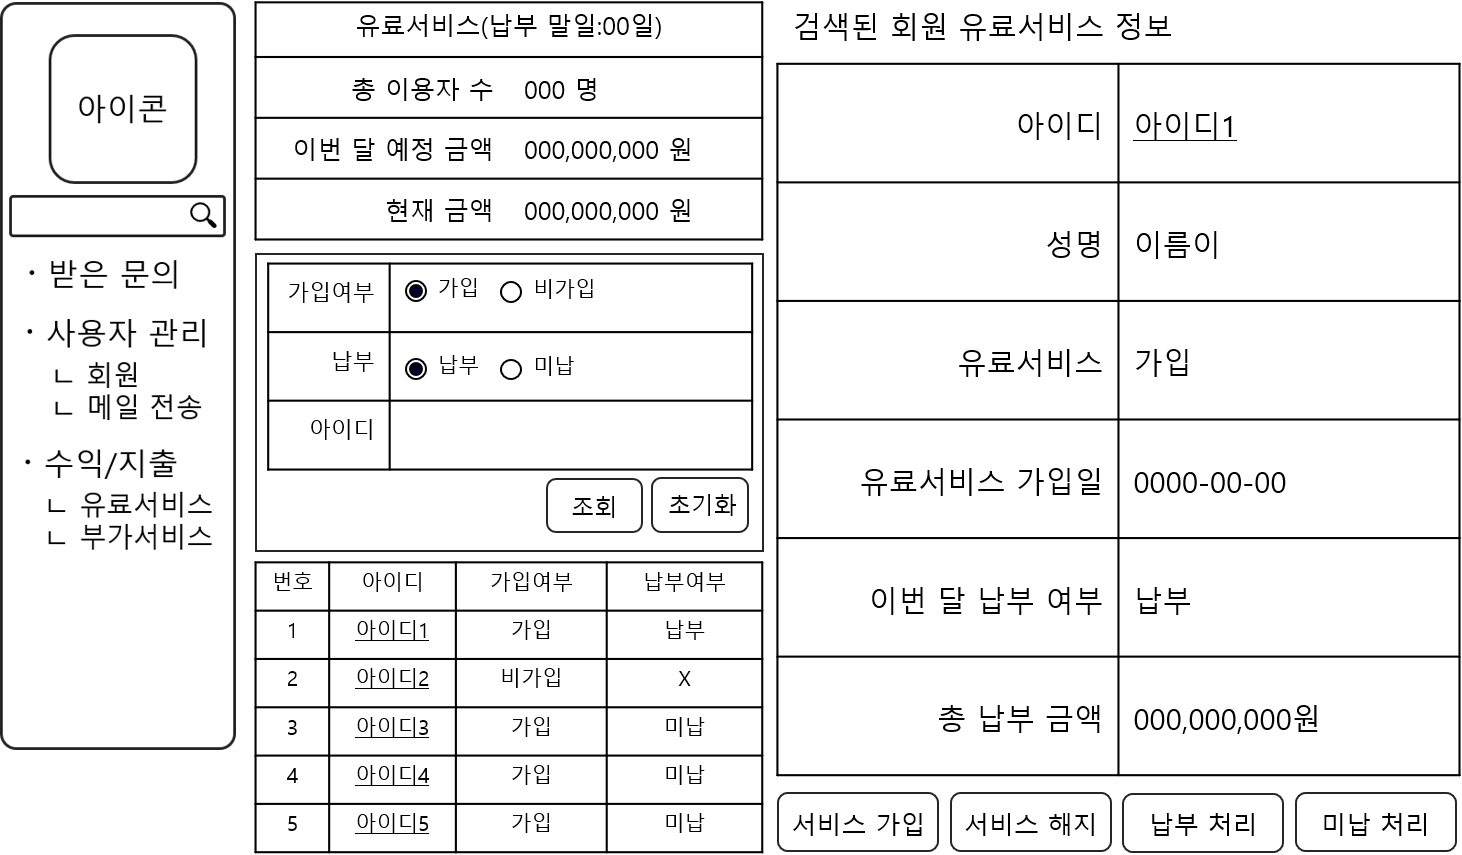 아이콘
· 받은 문의
· 사용자 관리
ㄴ 회원
ㄴ 메일 전송
· 수익/지출
ㄴ 유료서비스
ㄴ 부가서비스
유료서비스(납부 말일:00일)
총 이용자 수 000 명
이번 달 예정 금액 000,000,000 원
현재 금액 000,000,000 원
가입여부 가입 비가입
납부 납부 미납
아이디
조회 초기화
번호 아이디 가입여부 납부여부
1 아이디1 가입 납부
2 아이디2 비가입 X
3 아이디3 가입 미납
4 아이디4 가입 미납
5 아이디5 가입 미납
검색된 회원 유료서비스 정보
아이디 아이디1
성명 이름이
유료서비스 가입
유료서비스 가입일 0000-00-00
이번 달 납부 여부 납부
총 납부 금액 000,000,000원
서비스 가입 서비스 해지 납부 처리 미납 처리